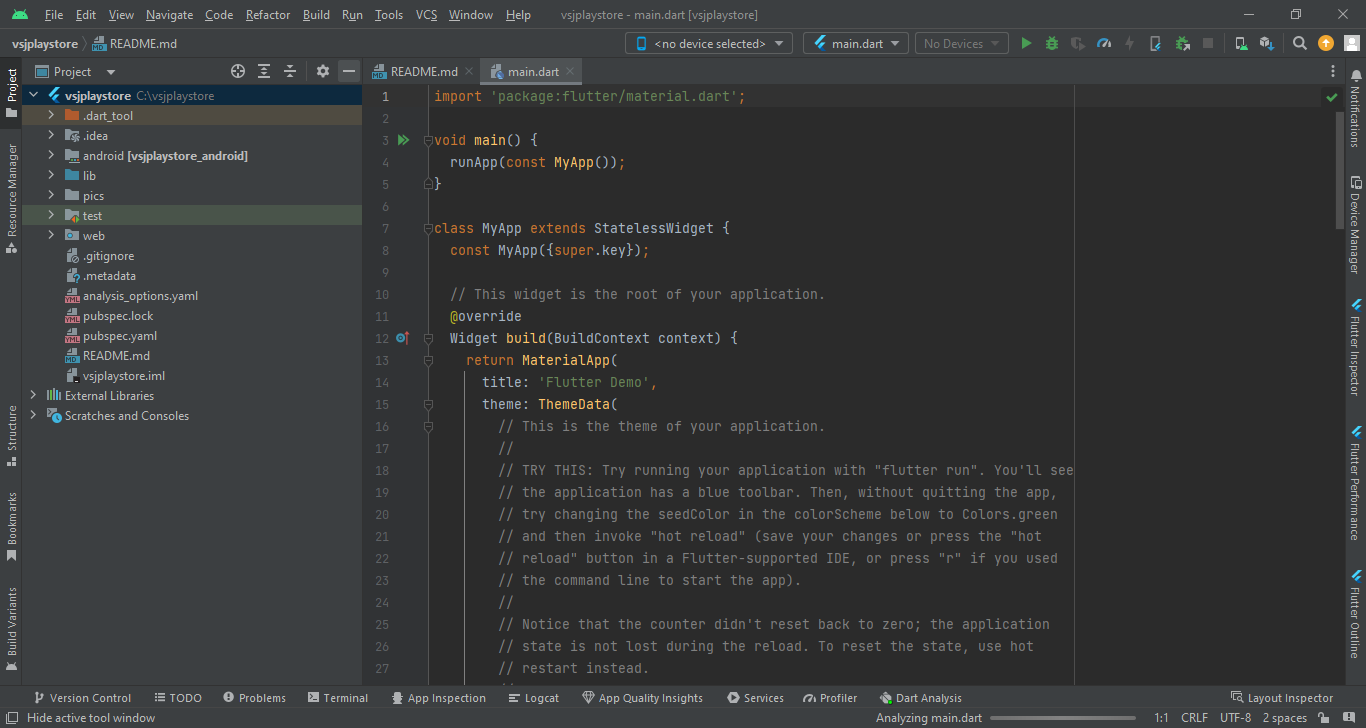 File Edit View Navigate Code Refactor Build Run Tools VCS Window Help vsjplaystore - main.dart [vsjplaystore]
vsjplaystore README.md <no device selected> main.dart No Devices
Project README.md main.dart
vsjplaystore C:\vsjplaystore
.dart_tool
.idea
android [vsjplaystore_android]
lib
pics
test
web
.gitignore
.metadata
analysis_options.yaml
pubspec.lock
pubspec.yaml
README.md
vsjplaystore.iml
External Libraries
Scratches and Consoles
1 import 'package:flutter/material.dart';
2
3 void main() {
4 runApp(const MyApp());
5 }
6
7 class MyApp extends StatelessWidget {
8 const MyApp({super.key});
9
10 // This widget is the root of your application.
11 @override
12 Widget build(BuildContext context) {
13 return MaterialApp(
14 title: 'Flutter Demo',
15 theme: ThemeData(
16 // This is the theme of your application.
17 //
18 // TRY THIS: Try running your application with "flutter run". You'll see
19 // the application has a blue toolbar. Then, without quitting the app,
20 // try changing the seedColor in the colorScheme below to Colors.green
21 // and then invoke "hot reload" (save your changes or press the "hot
22 // reload" button in a Flutter-supported IDE, or press "r" if you used
23 // the command line to start the app).
24 //
25 // Notice that the counter didn't reset back to zero; the application
26 // state is not lost during the reload. To reset the state, use hot
27 // restart instead.
Project
Resource Manager
Structure
Bookmarks
Build Variants
Notifications
Device Manager
Flutter Inspector
Flutter Performance
Flutter Outline
Version Control TODO Problems Terminal App Inspection Logcat App Quality Insights Services Profiler Dart Analysis Layout Inspector
Hide active tool window Analyzing main.dart 1:1 CRLF UTF-8 2 spaces